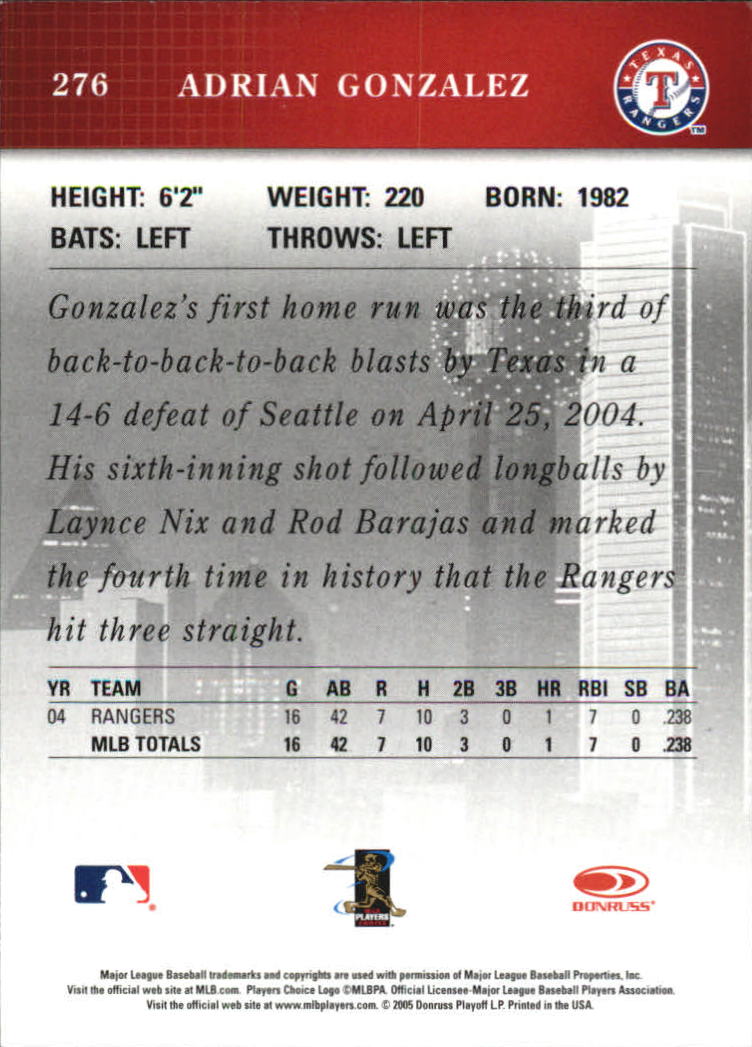 276 ADRIAN GONZALEZ
TEXAS RANGERS T TM
HEIGHT: 6'2" WEIGHT: 220 BORN: 1982
BATS: LEFT THROWS: LEFT
Gonzalez's first home run was the third of
back-to-back-to-back blasts by Texas in a
14-6 defeat of Seattle on April 25, 2004.
His sixth-inning shot followed longballs by
Laynce Nix and Rod Barajas and marked
the fourth time in history that the Rangers
hit three straight.
YR TEAM G AB R H 2B 3B HR RBI SB BA
04 RANGERS 16 42 7 10 3 0 1 7 0 .238
MLB TOTALS 16 42 7 10 3 0 1 7 0 .238
PLAYERS
DONRUSS
Major League Baseball trademarks and copyrights are used with permission of Major League Baseball Properties, Inc.
Visit the official web site at MLB.com. Players Choice Logo ©MLBPA. Official Licensee-Major League Baseball Players Association.
Visit the official web site at www.mlbplayers.com. © 2005 Donruss Playoff L.P. Printed in the USA.